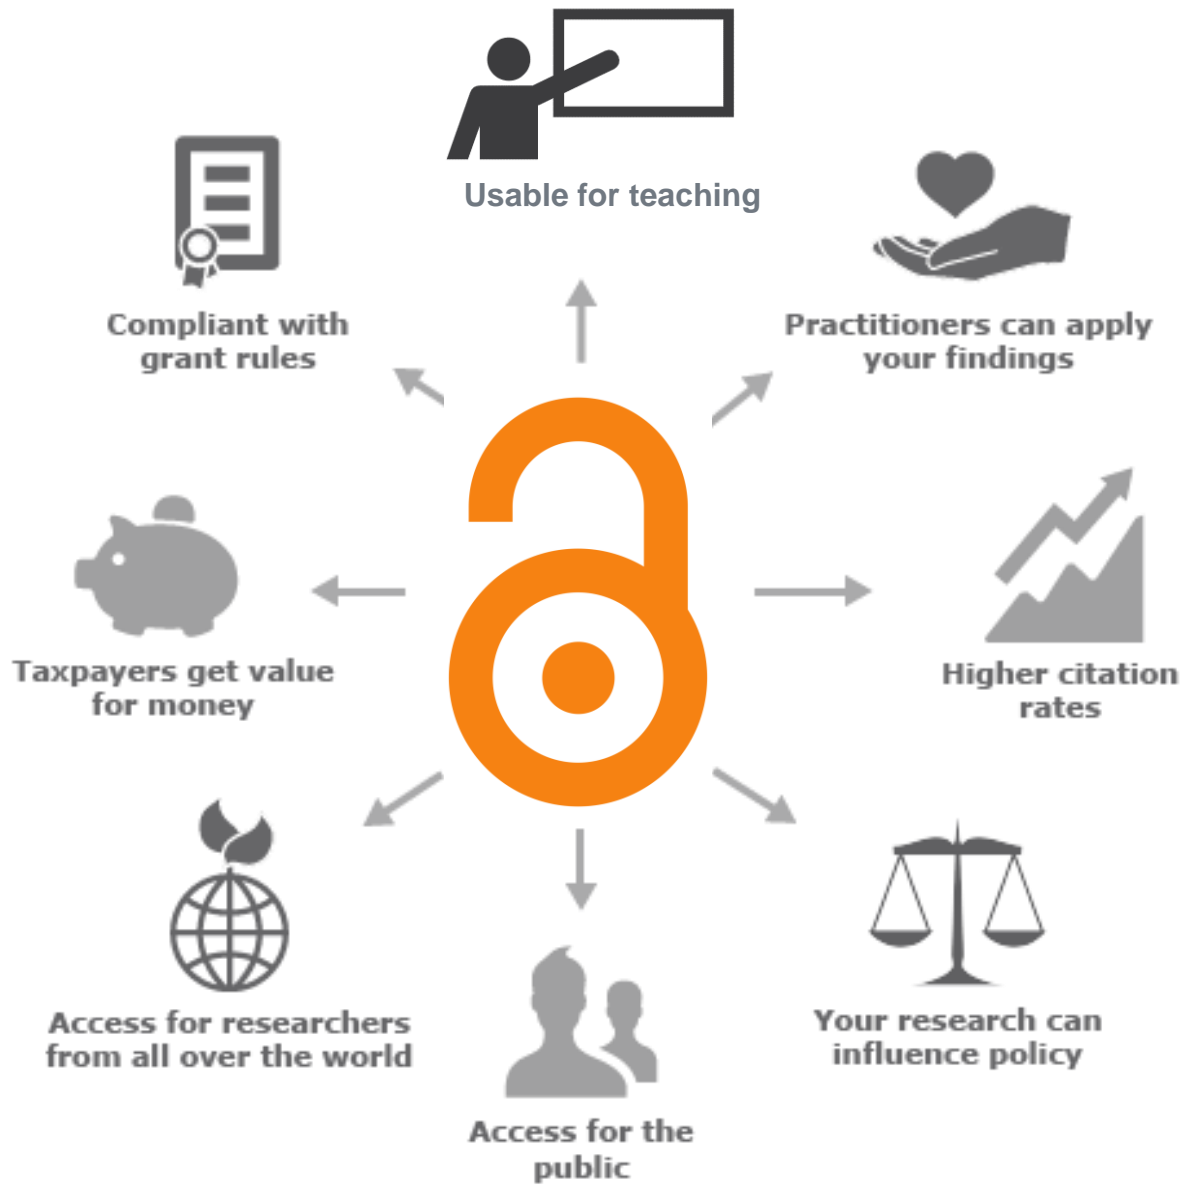 Usable for teaching
Compliant with
grant rules
Practitioners can apply
your findings
Taxpayers get value
for money
Higher citation
rates
Access for researchers
from all over the world
Your research can
influence policy
Access for the
public